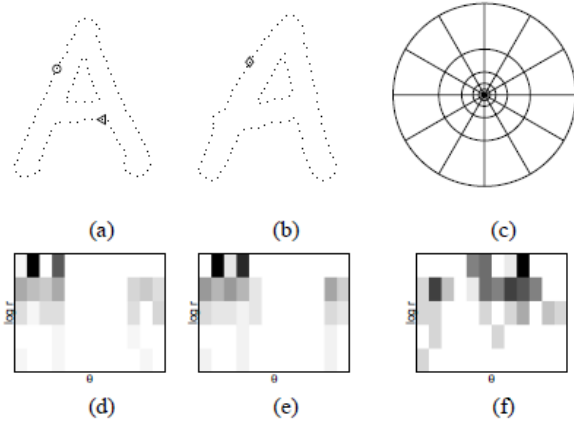 (a) (b) (c)
log r log r log r
θ θ θ
(d) (e) (f)